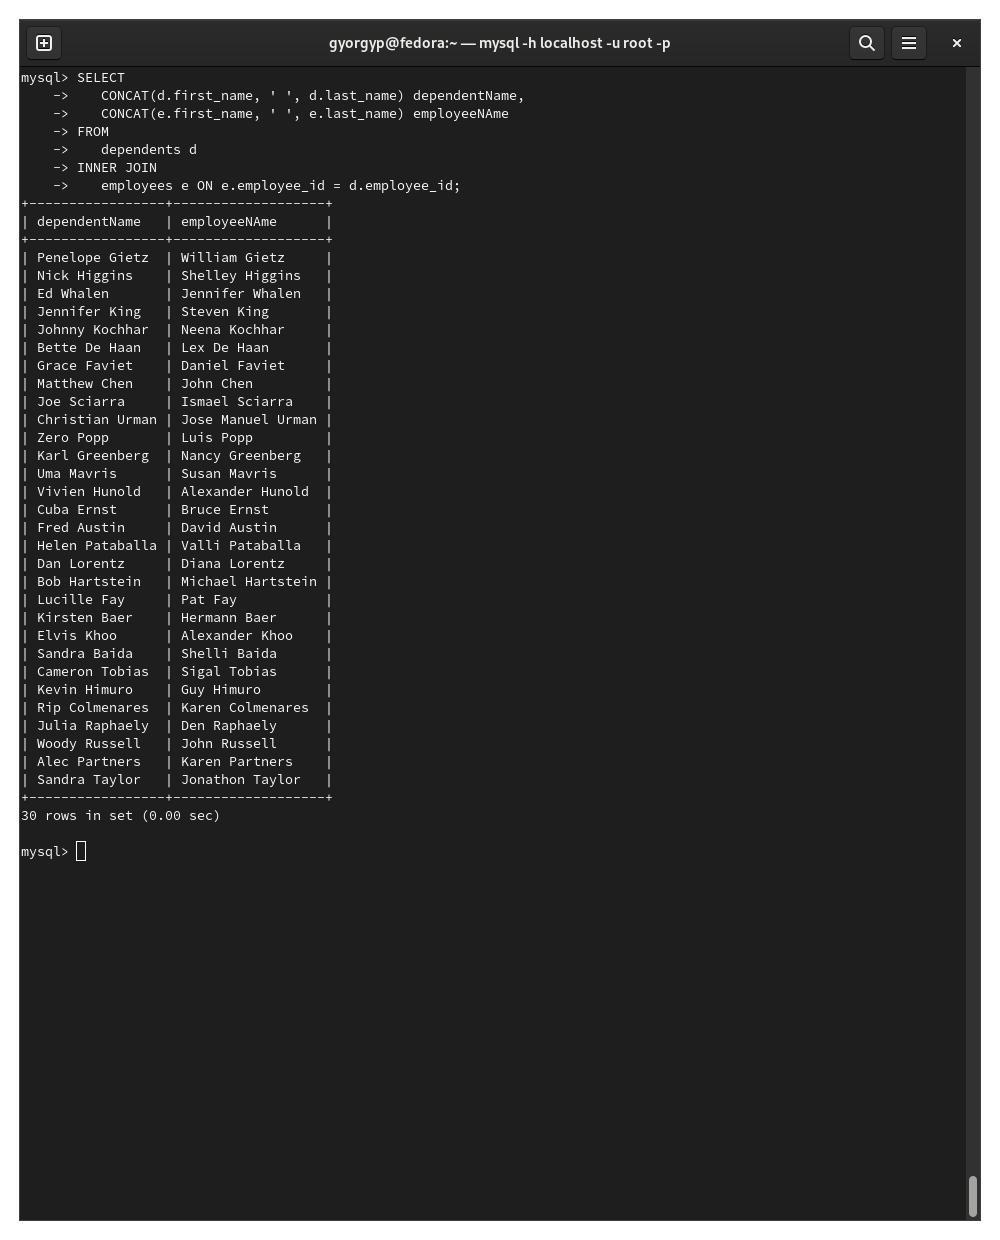 gyorgyp@fedora:~ — mysql -h localhost -u root -p
mysql> SELECT
    ->    CONCAT(d.first_name, ' ', d.last_name) dependentName,
    ->    CONCAT(e.first_name, ' ', e.last_name) employeeNAme
    -> FROM
    ->    dependents d
    -> INNER JOIN
    ->    employees e ON e.employee_id = d.employee_id;
+-----------------+-------------------+
| dependentName   | employeeNAme      |
+-----------------+-------------------+
| Penelope Gietz  | William Gietz     |
| Nick Higgins    | Shelley Higgins   |
| Ed Whalen       | Jennifer Whalen   |
| Jennifer King   | Steven King       |
| Johnny Kochhar  | Neena Kochhar     |
| Bette De Haan   | Lex De Haan       |
| Grace Faviet    | Daniel Faviet     |
| Matthew Chen    | John Chen         |
| Joe Sciarra     | Ismael Sciarra    |
| Christian Urman | Jose Manuel Urman |
| Zero Popp       | Luis Popp         |
| Karl Greenberg  | Nancy Greenberg   |
| Uma Mavris      | Susan Mavris      |
| Vivien Hunold   | Alexander Hunold  |
| Cuba Ernst      | Bruce Ernst       |
| Fred Austin     | David Austin      |
| Helen Pataballa | Valli Pataballa   |
| Dan Lorentz     | Diana Lorentz     |
| Bob Hartstein   | Michael Hartstein |
| Lucille Fay     | Pat Fay           |
| Kirsten Baer    | Hermann Baer      |
| Elvis Khoo      | Alexander Khoo    |
| Sandra Baida    | Shelli Baida      |
| Cameron Tobias  | Sigal Tobias      |
| Kevin Himuro    | Guy Himuro        |
| Rip Colmenares  | Karen Colmenares  |
| Julia Raphaely  | Den Raphaely      |
| Woody Russell   | John Russell      |
| Alec Partners   | Karen Partners    |
| Sandra Taylor   | Jonathon Taylor   |
+-----------------+-------------------+
30 rows in set (0.00 sec)
mysql>